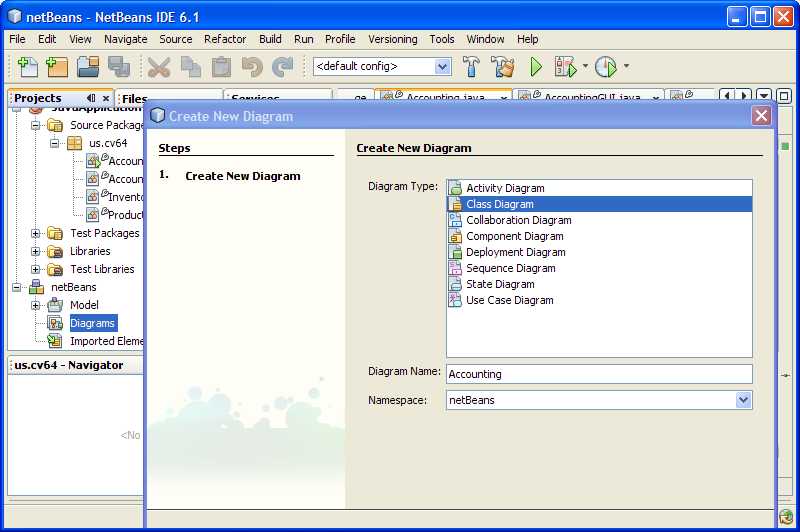 netBeans - NetBeans IDE 6.1
File Edit View Navigate Source Refactor Build Run Profile Versioning Tools Window Help
<default config>
Projects Files Services ...ge Accounting.java AccountingGUI.java
JavaApplication
Source Package
us.cv64
Accoun
Accoun
Invento
Product
Test Packages
Libraries
Test Libraries
netBeans
Model
Diagrams
Imported Eleme
us.cv64 - Navigator
<No
Create New Diagram
Steps
1. Create New Diagram
Create New Diagram
Diagram Type:
Activity Diagram
Class Diagram
Collaboration Diagram
Component Diagram
Deployment Diagram
Sequence Diagram
State Diagram
Use Case Diagram
Diagram Name: Accounting
Namespace: netBeans